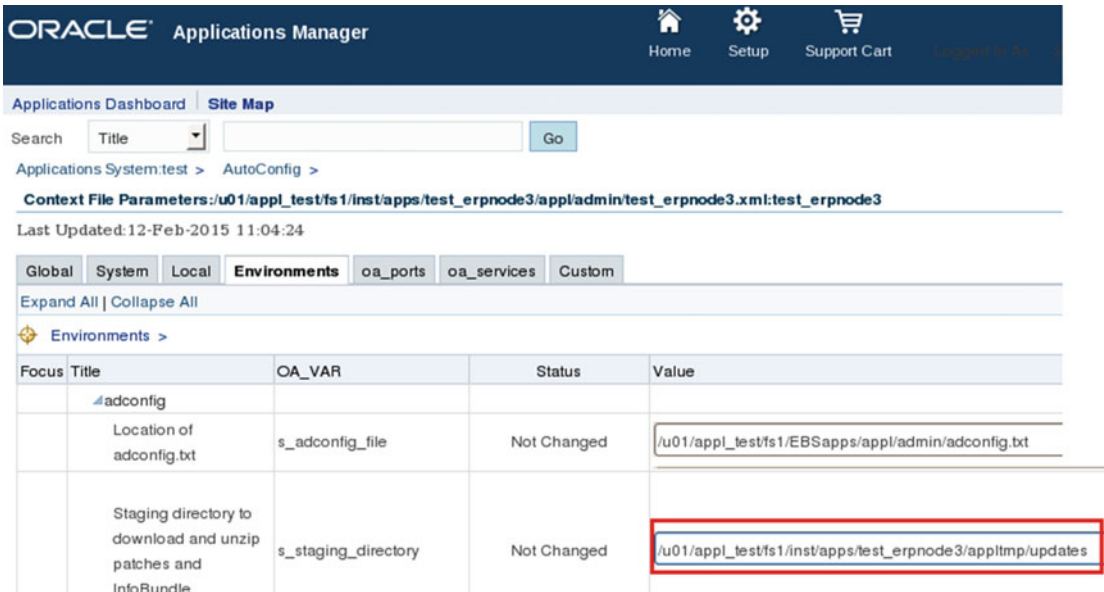 ORACLE Applications Manager
Home Setup Support Cart
Applications Dashboard | Site Map
Search Title Go
Applications System:test > AutoConfig >
Context File Parameters:/u01/appl_test/fs1/inst/apps/test_erpnode3/appl/admin/test_erpnode3.xml:test_erpnode3
Last Updated:12-Feb-2015 11:04:24
Global System Local Environments oa_ports oa_services Custom
Expand All | Collapse All
Environments >
Focus Title OA_VAR Status Value
adconfig
Location of
adconfig.txt
s_adconfig_file Not Changed /u01/appl_test/fs1/EBSapps/appl/admin/adconfig.txt
Staging directory to
download and unzip
patches and
InfoBundle
s_staging_directory Not Changed /u01/appl_test/fs1/inst/apps/test_erpnode3/appltmp/updates